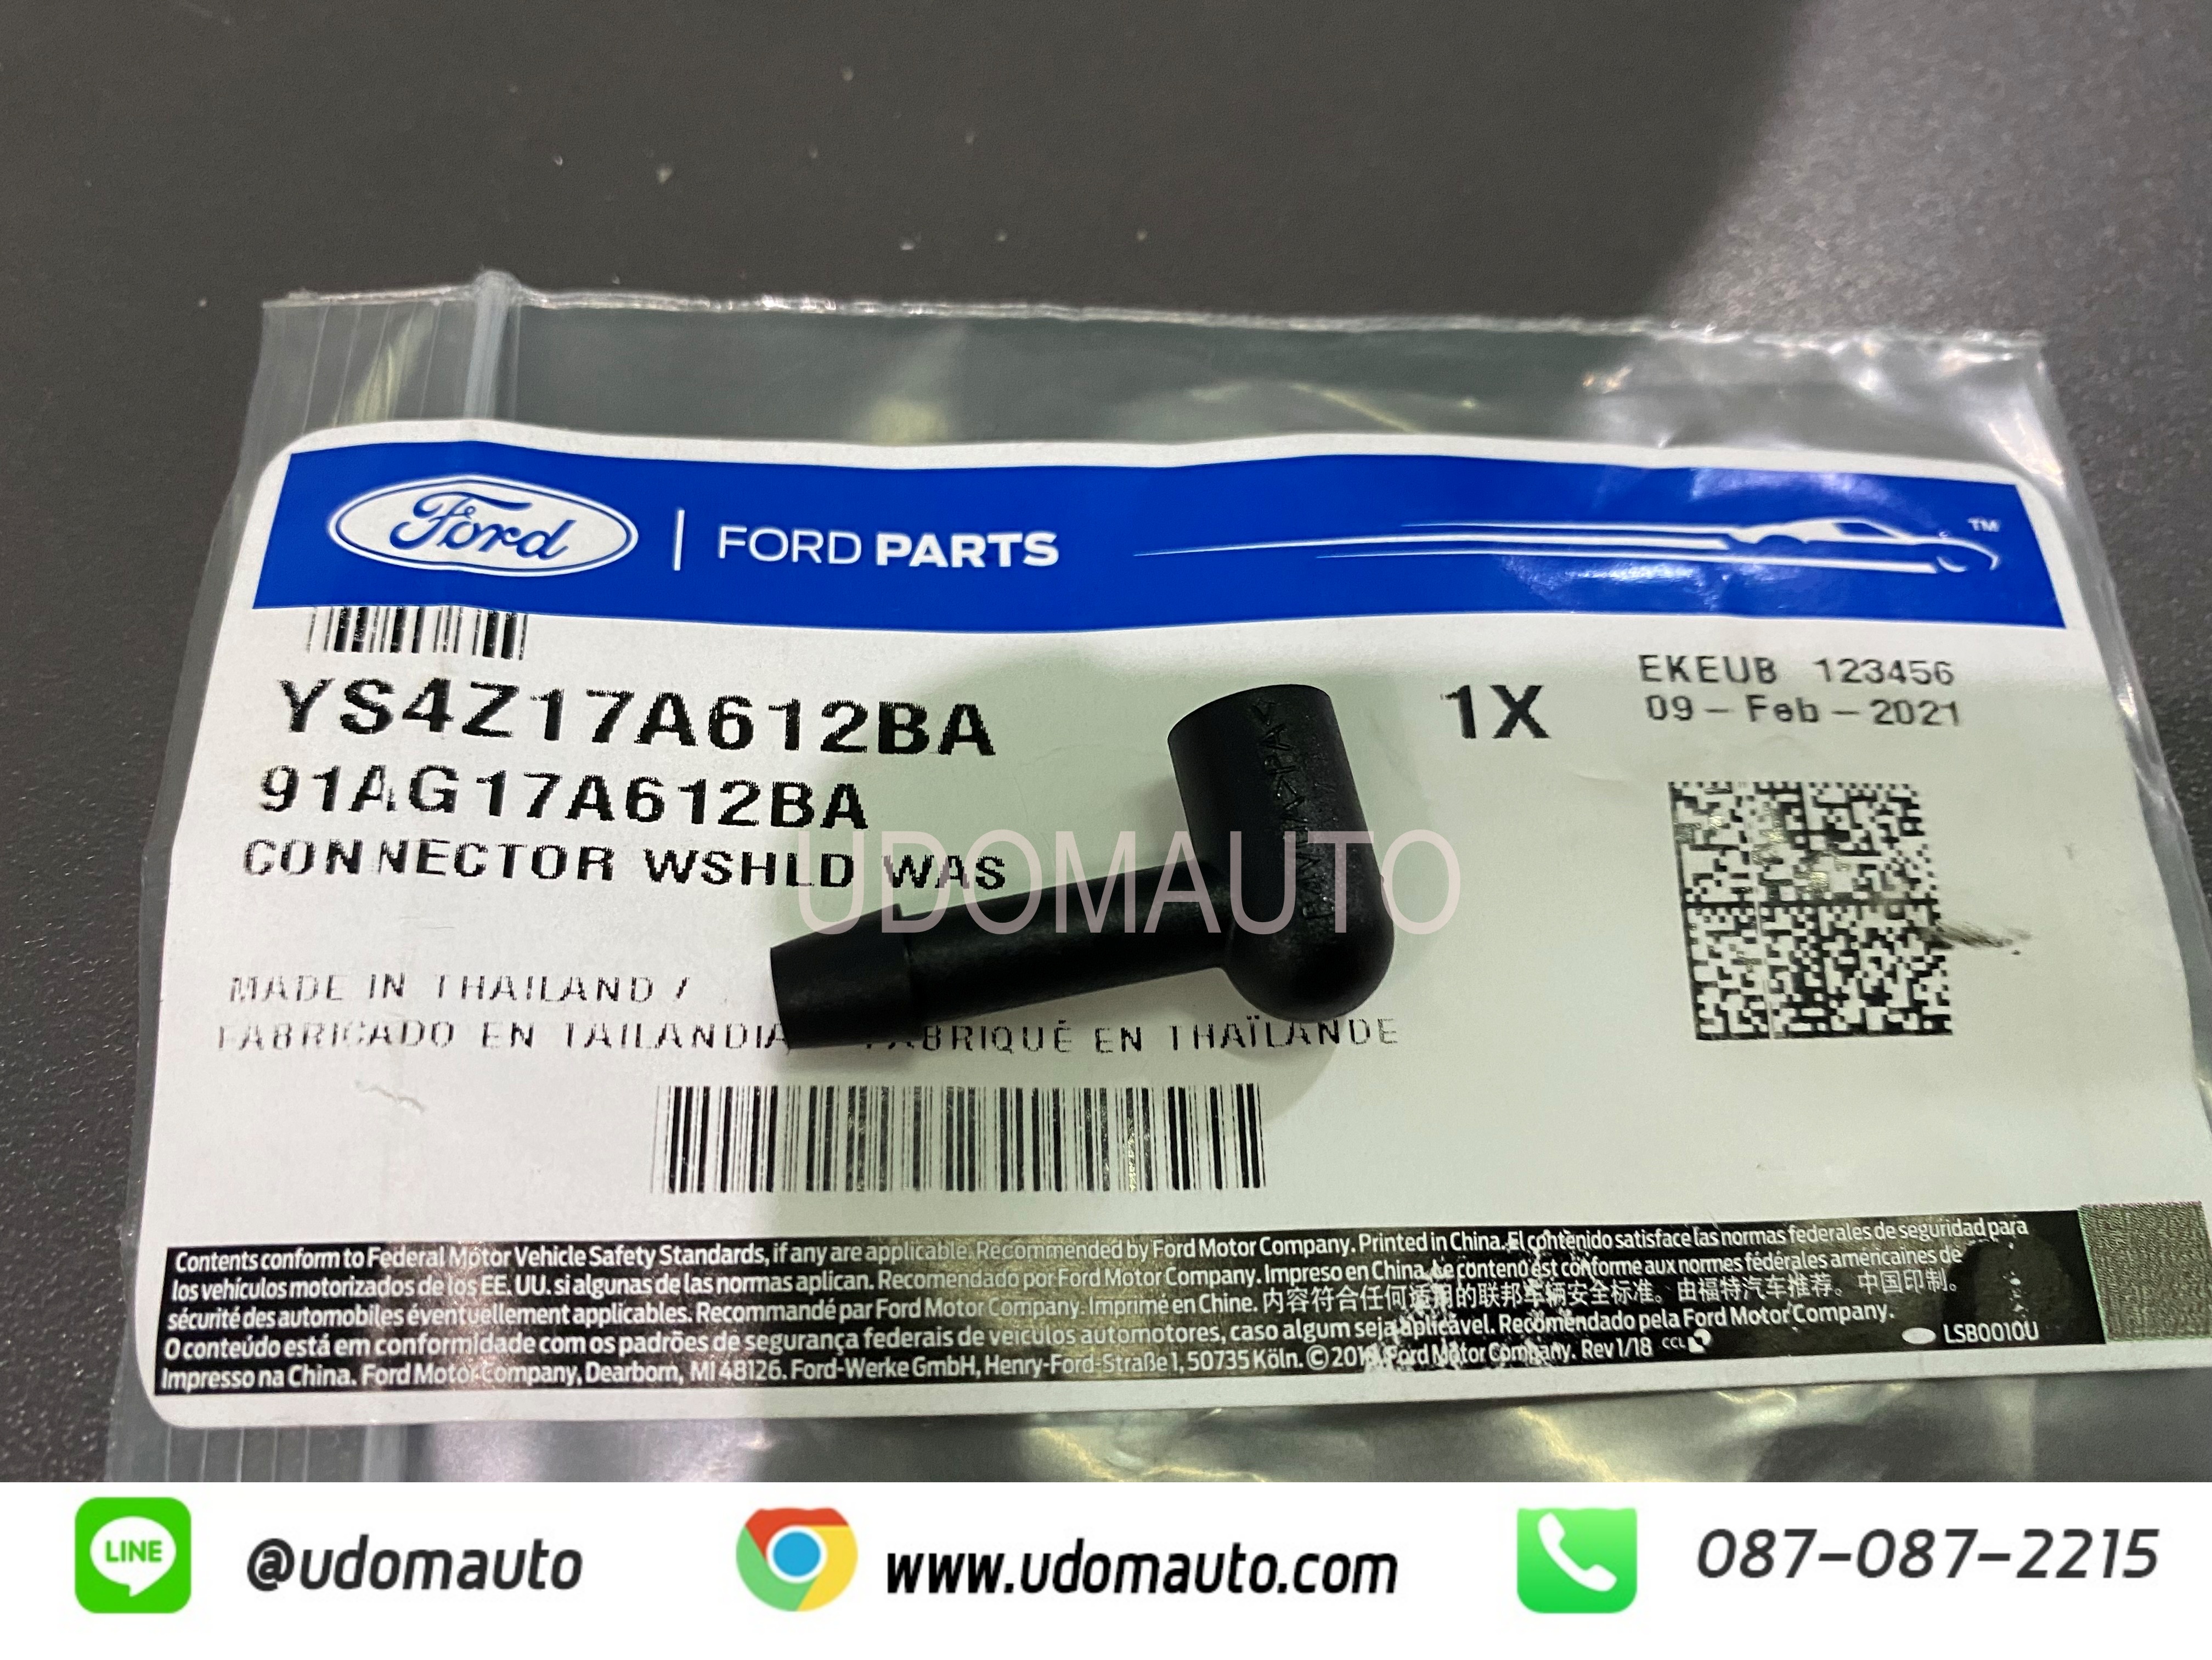 Ford | FORD PARTS TM
YS4Z17A612BA
1X
EKEUB 123456
09-Feb-2021
91AG17A612BA
CONNECTOR WSHLD WAS
UDOMAUTO
MADE IN THAILAND /
FABRICADO EN TAILANDIA BRIQUÉ EN THAÏLANDE
Contents conform to Federal Motor Vehicle Safety Standards, if any are applicable. Recommended by Ford Motor Company. Printed in China. El contenido satisface las normas federales de seguridad para
los vehículos motorizados de los EE. UU. si algunas de las normas aplican. Recomendado por Ford Motor Company. Impreso en China. Le contenu est conforme aux normes fédérales américaines de
sécurité des automobiles éventuellement applicables. Recommandé par Ford Motor Company. Imprimé en Chine. 内容符合任何适用的联邦车辆安全标准。由福特汽车推荐。中国印制。
O conteúdo está em conformidade com os padrões de segurança federais de veículos automotores, caso algum seja aplicável. Recomendado pela Ford Motor Company.
Impresso na China. Ford Motor Company, Dearborn, MI 48126. Ford-Werke GmbH, Henry-Ford-Straße 1, 50735 Köln. © Ford Motor Company. Rev 1/18 CCL
LSB0010U
LINE @udomauto
www.udomauto.com
087-087-2215